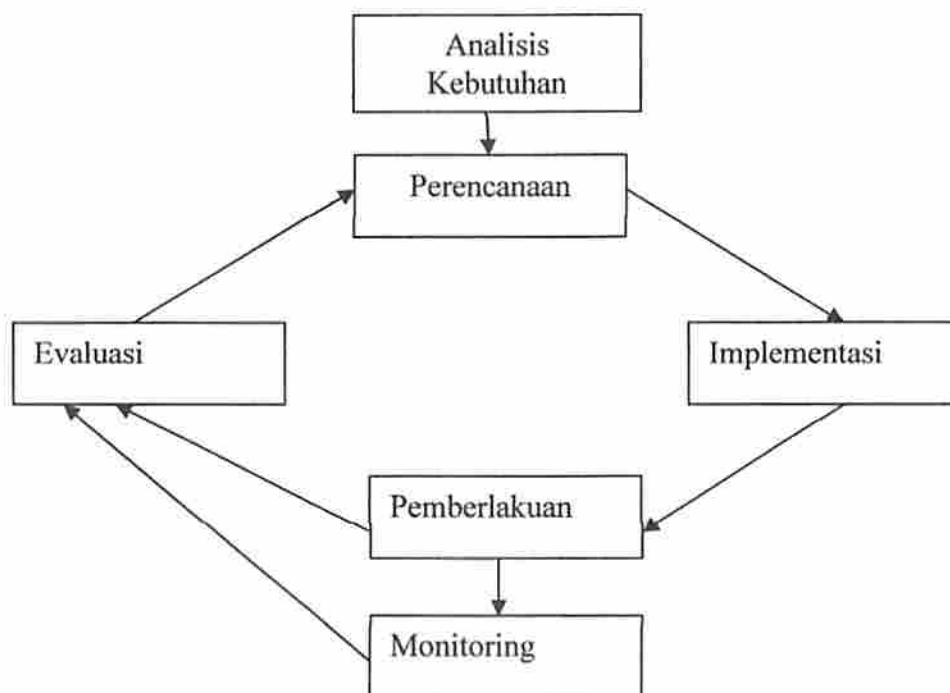 Analisis
Kebutuhan
Perencanaan
Evaluasi
Implementasi
Pemberlakuan
Monitoring